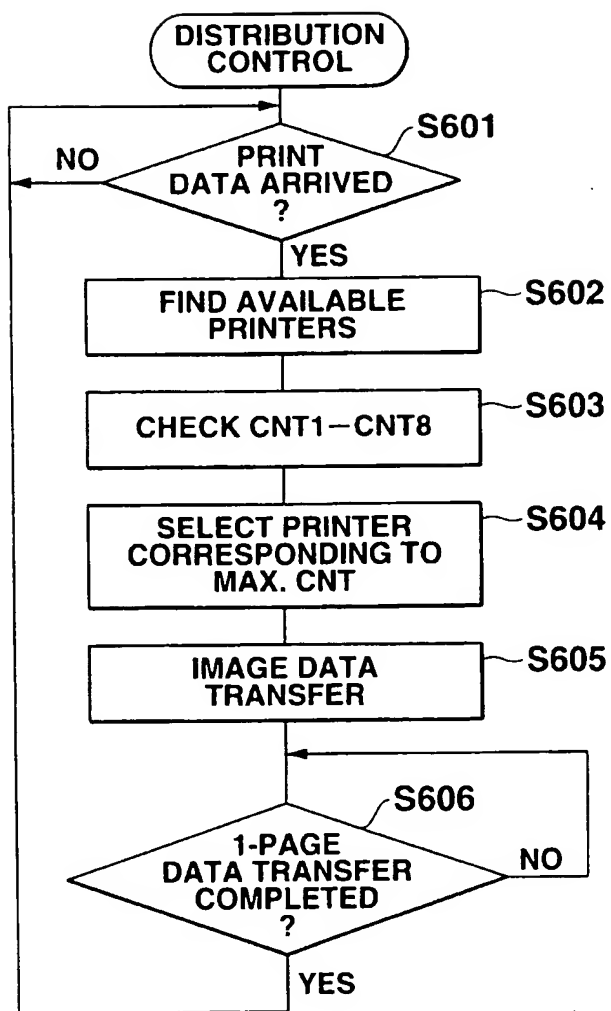 DISTRIBUTION
CONTROL
S601
NO
PRINT
DATA ARRIVED
?
YES
S602
FIND AVAILABLE
PRINTERS
S603
CHECK CNT1—CNT8
S604
SELECT PRINTER
CORRESPONDING TO
MAX. CNT
S605
IMAGE DATA
TRANSFER
S606
1-PAGE
DATA TRANSFER
COMPLETED
?
NO
YES